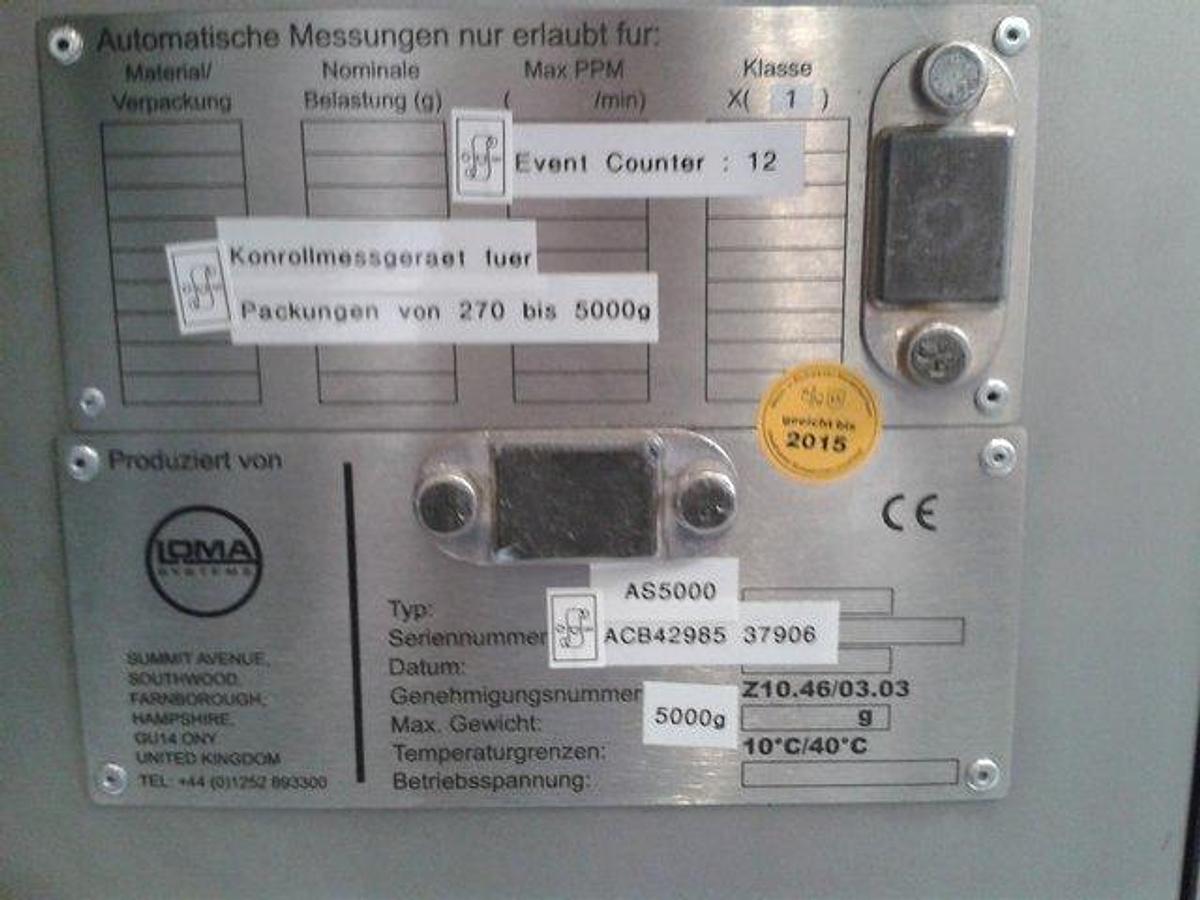 Automatische Messungen nur erlaubt fur:
Material/ Nominale Max PPM Klasse
Verpackung Belastung (g) ( /min) X( 1 )
Event Counter : 12
Konrollmessgeraet fuer
Packungen von 270 bis 5000g
geeicht bis
2015
Produziert von
LOMA
SYSTEMS
CE
SUMMIT AVENUE,
SOUTHWOOD,
FARNBOROUGH,
HAMPSHIRE,
GU14 ONY
UNITED KINGDOM
TEL: +44 (0)1252 893300
Typ: AS5000
Seriennummer ACB42985 37906
Datum:
Genehmigungsnummer Z10.46/03.03
Max. Gewicht: 5000g g
Temperaturgrenzen: 10°C/40°C
Betriebsspannung: